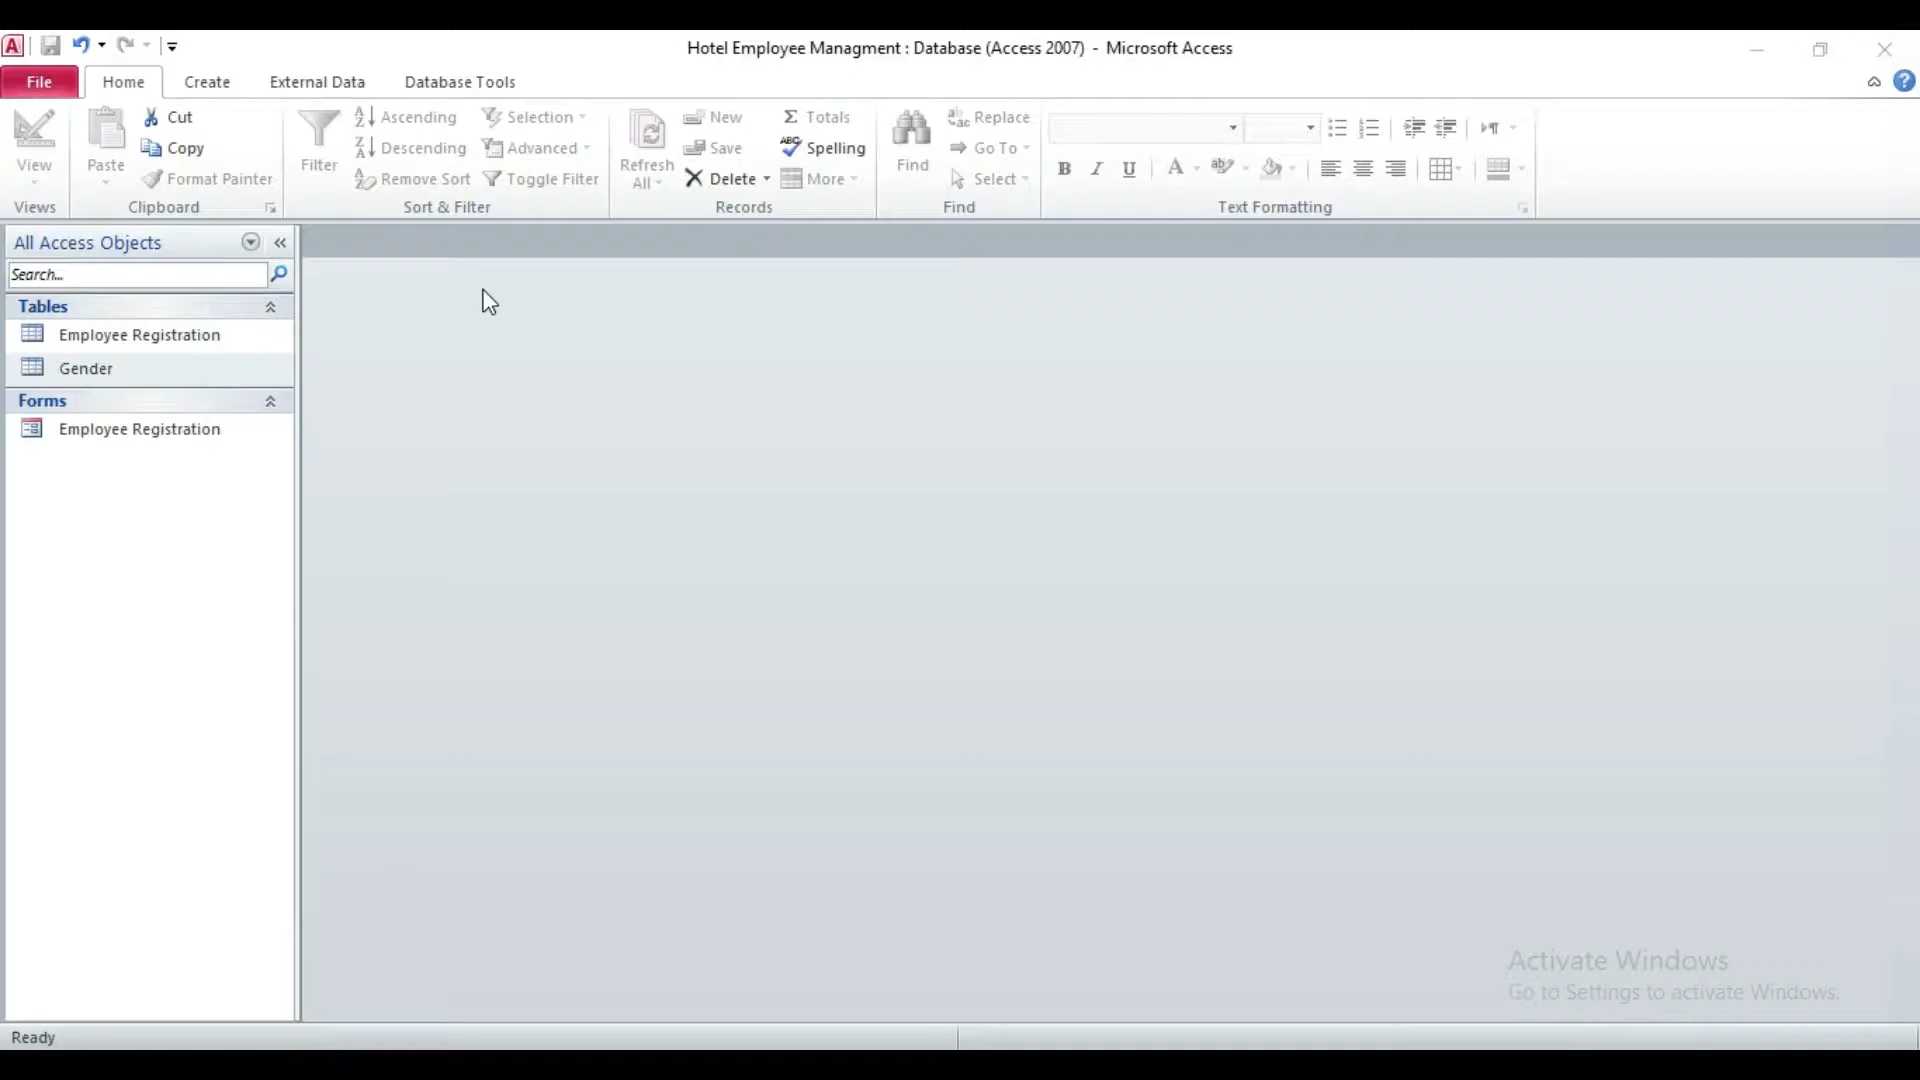 Hotel Employee Managment : Database (Access 2007) - Microsoft Access
File Home Create External Data Database Tools
View
Views
Paste
Cut
Copy
Format Painter
Clipboard
Filter
Ascending
Descending
Remove Sort
Selection
Advanced
Toggle Filter
Sort & Filter
Refresh
All
New
Save
Delete
Totals
Spelling
More
Records
Find
Replace
Go To
Select
Find
B I U A
Text Formatting
All Access Objects
Search...
Tables
Employee Registration
Gender
Forms
Employee Registration
Activate Windows
Go to Settings to activate Windows.
Ready